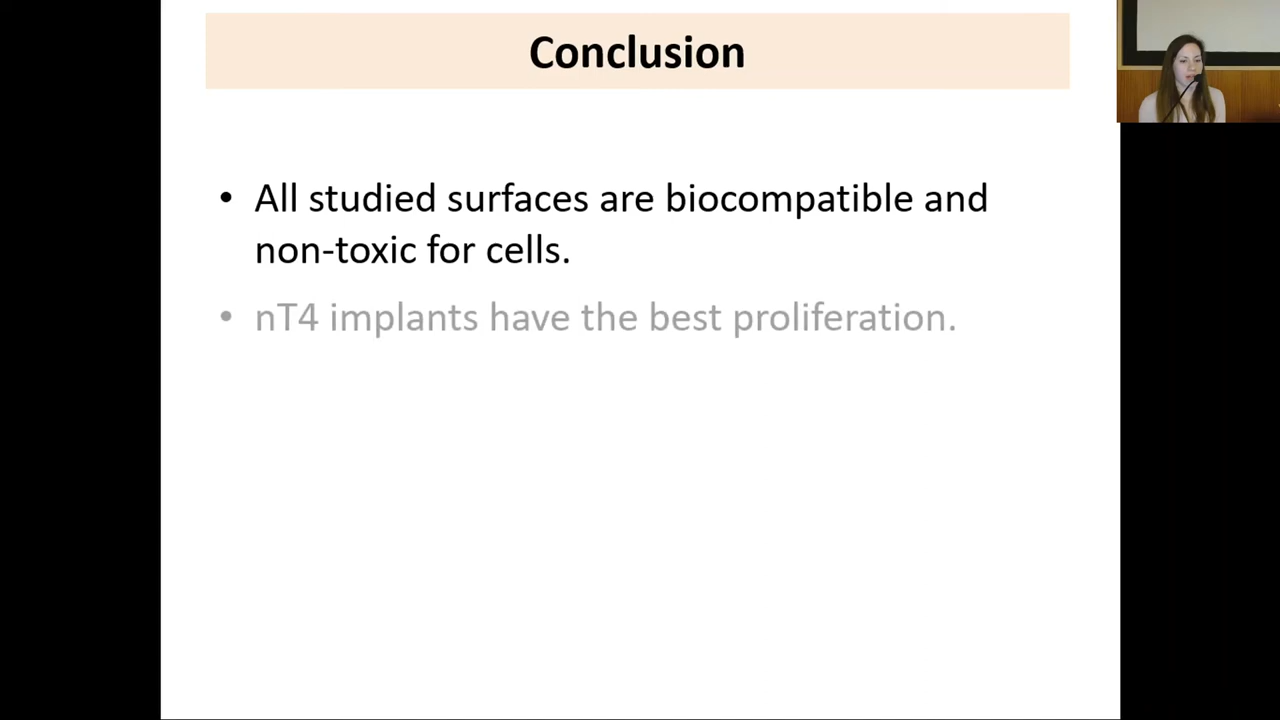 Conclusion
• All studied surfaces are biocompatible and
non-toxic for cells.
• nT4 implants have the best proliferation.